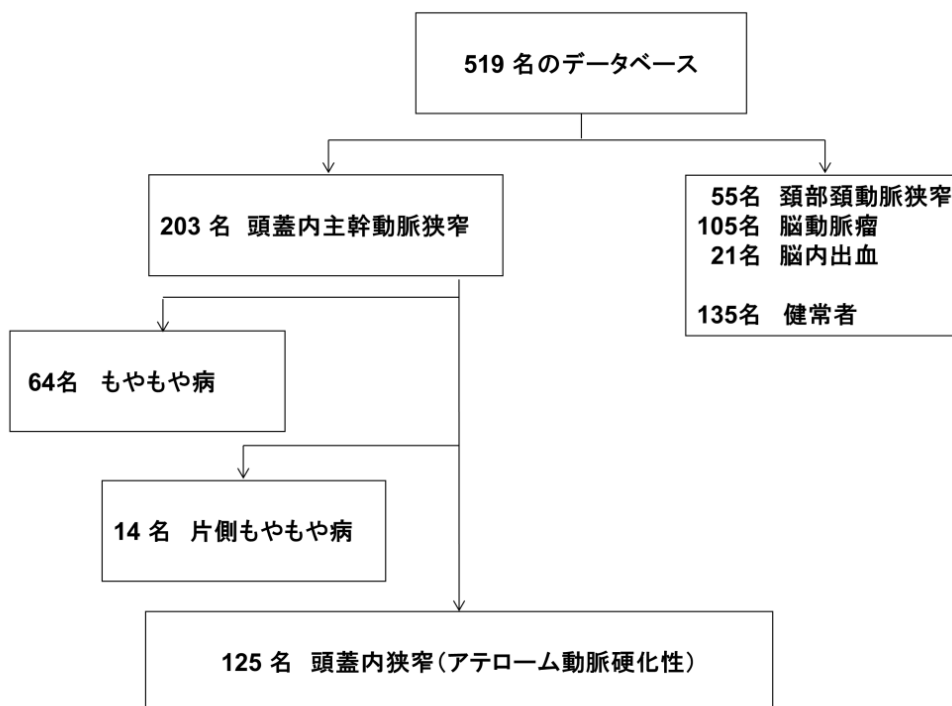 519 名のデータベース
203 名 頭蓋内主幹動脈狭窄
55名 頚部頚動脈狭窄
105名 脳動脈瘤
21名 脳内出血
135名 健常者
64名 もやもや病
14 名 片側もやもや病
125 名 頭蓋内狭窄(アテローム動脈硬化性)